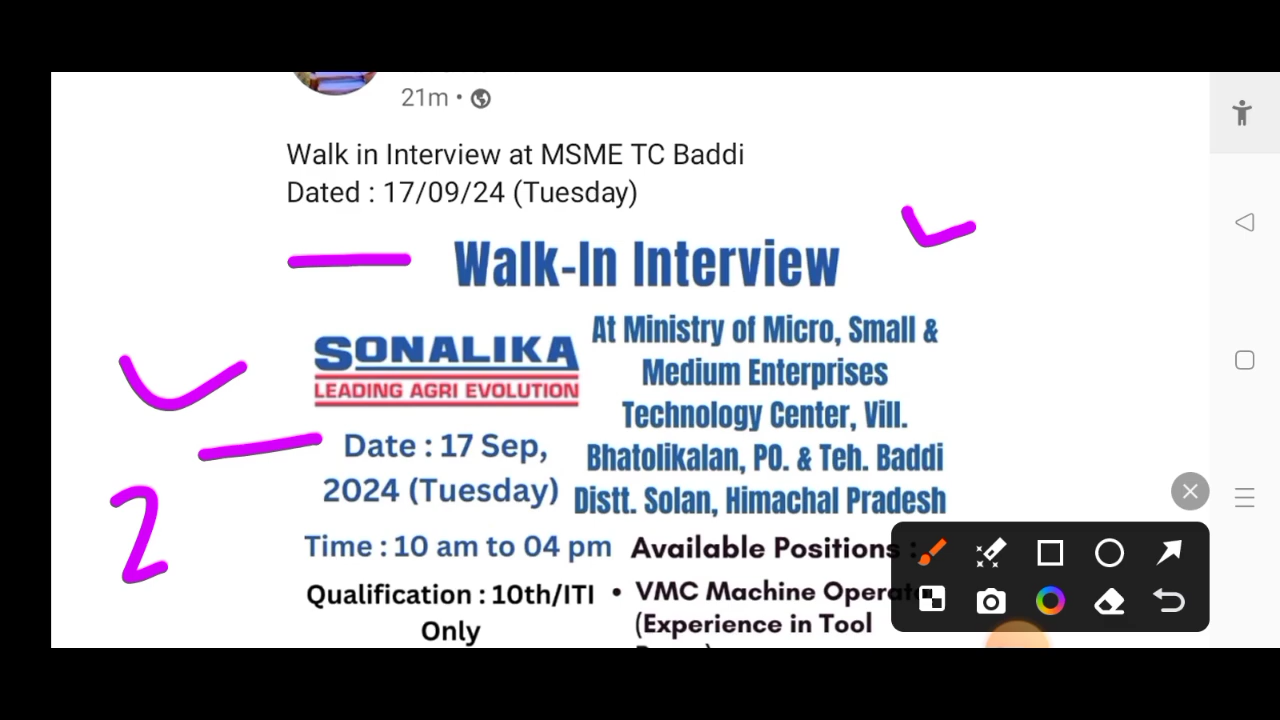 21m •
Walk in Interview at MSME TC Baddi
Dated : 17/09/24 (Tuesday)
Walk-In Interview
SONALIKA
LEADING AGRI EVOLUTION
At Ministry of Micro, Small &
Medium Enterprises
Technology Center, Vill.
Bhatolikalan, PO. & Teh. Baddi
Distt. Solan, Himachal Pradesh
Date : 17 Sep,
2024 (Tuesday)
2
Time : 10 am to 04 pm
Qualification : 10th/ITI
Only
Available Positions :
• VMC Machine Opera
(Experience in Tool